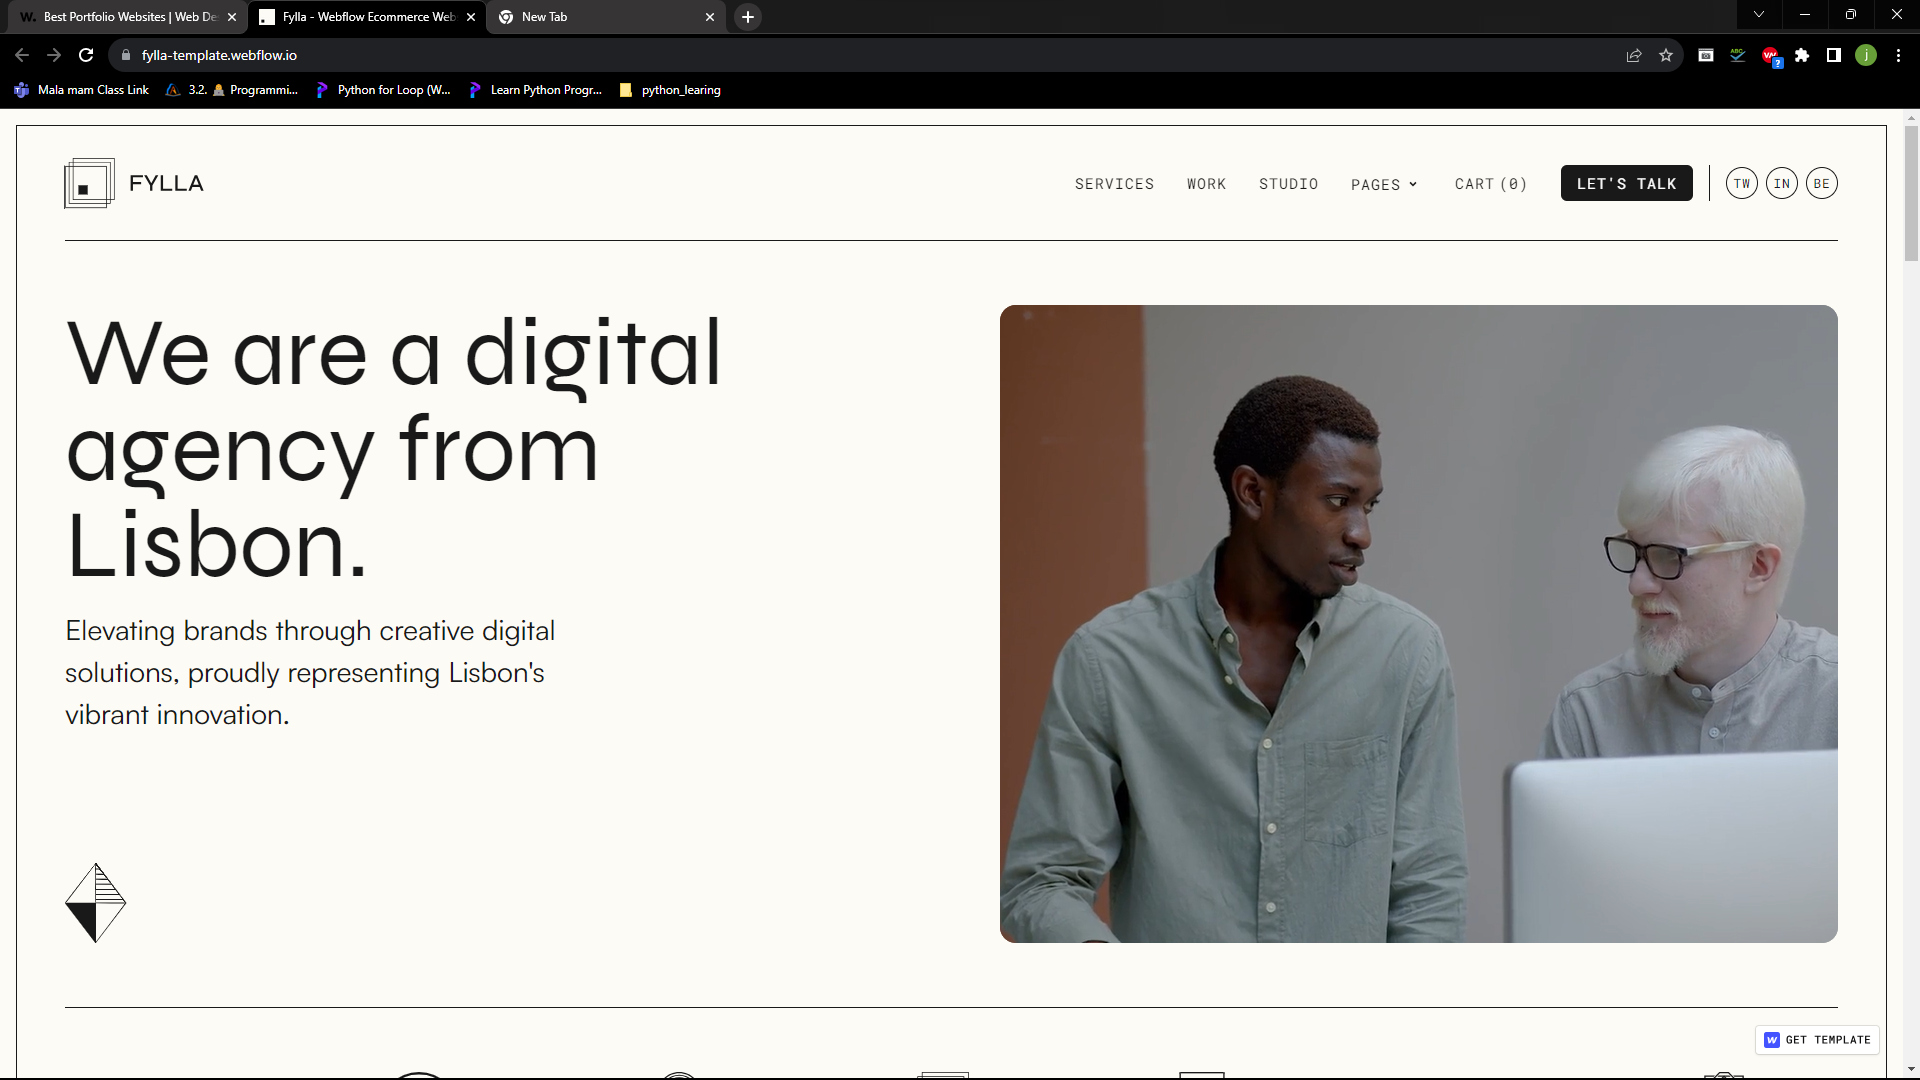 Best Portfolio Websites | Web De
Fylla - Webflow Ecommerce Web
New Tab
fylla-template.webflow.io
Mala mam Class Link
3.2. Programmi...
Python for Loop (W...
Learn Python Progr...
python_learing
FYLLA
SERVICES
WORK
STUDIO
PAGES
CART (0)
LET'S TALK
TW
IN
BE
We are a digital
agency from
Lisbon.
Elevating brands through creative digital
solutions, proudly representing Lisbon's
vibrant innovation.
GET TEMPLATE